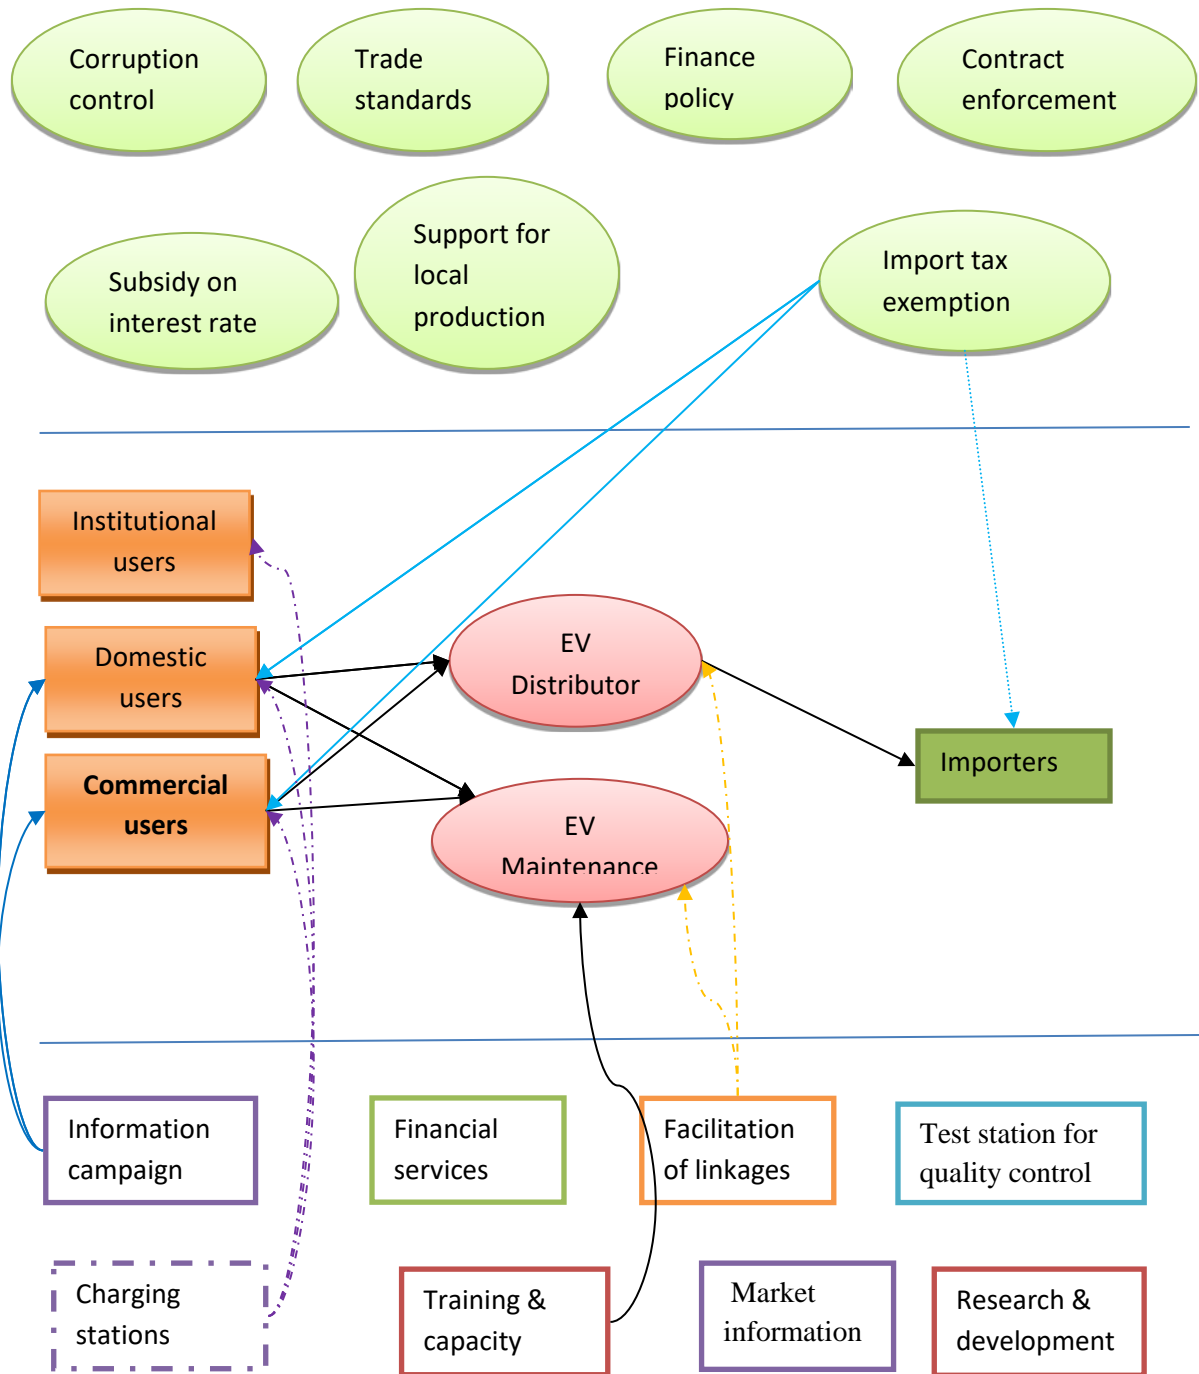 Corruption
control
Trade
standards
Finance
policy
Contract
enforcement
Subsidy on
interest rate
Support for
local
production
Import tax
exemption
Institutional
users
Domestic
users
Commercial
users
EV
Distributor
EV
Maintenance
Importers
Information
campaign
Financial
services
Facilitation
of linkages
Test station for
quality control
Charging
stations
Training &
capacity
Market
information
Research &
development